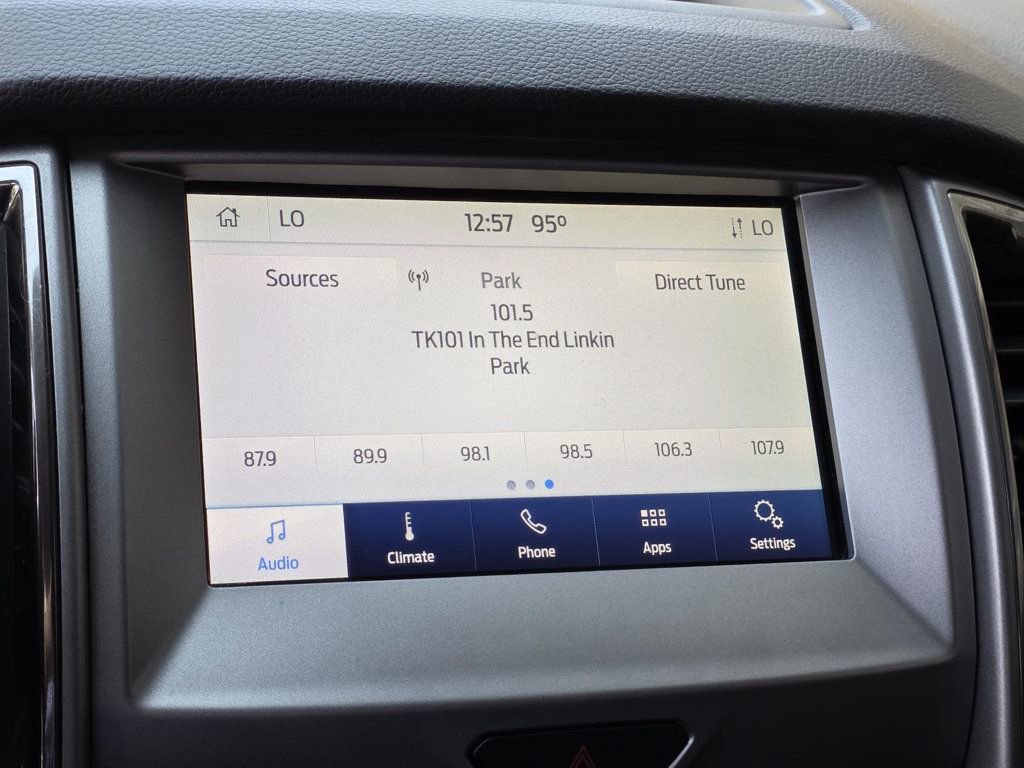 LO 12:57 95° LO
Sources Park Direct Tune
101.5
TK101 In The End Linkin
Park
87.9 89.9 98.1 98.5 106.3 107.9
Audio Climate Phone Apps Settings